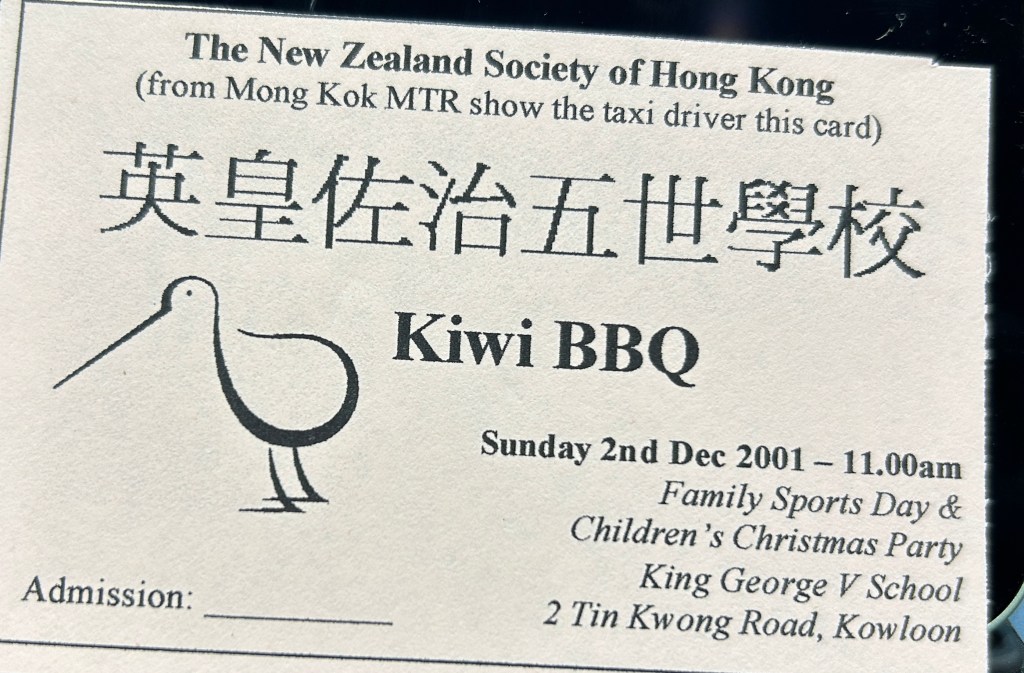 The New Zealand Society of Hong Kong
(from Mong Kok MTR show the taxi driver this card)
英皇佐治五世學校
Kiwi BBQ
Sunday 2nd Dec 2001 – 11.00am
Family Sports Day &
Children's Christmas Party
King George V School
2 Tin Kwong Road, Kowloon
Admission: ____________